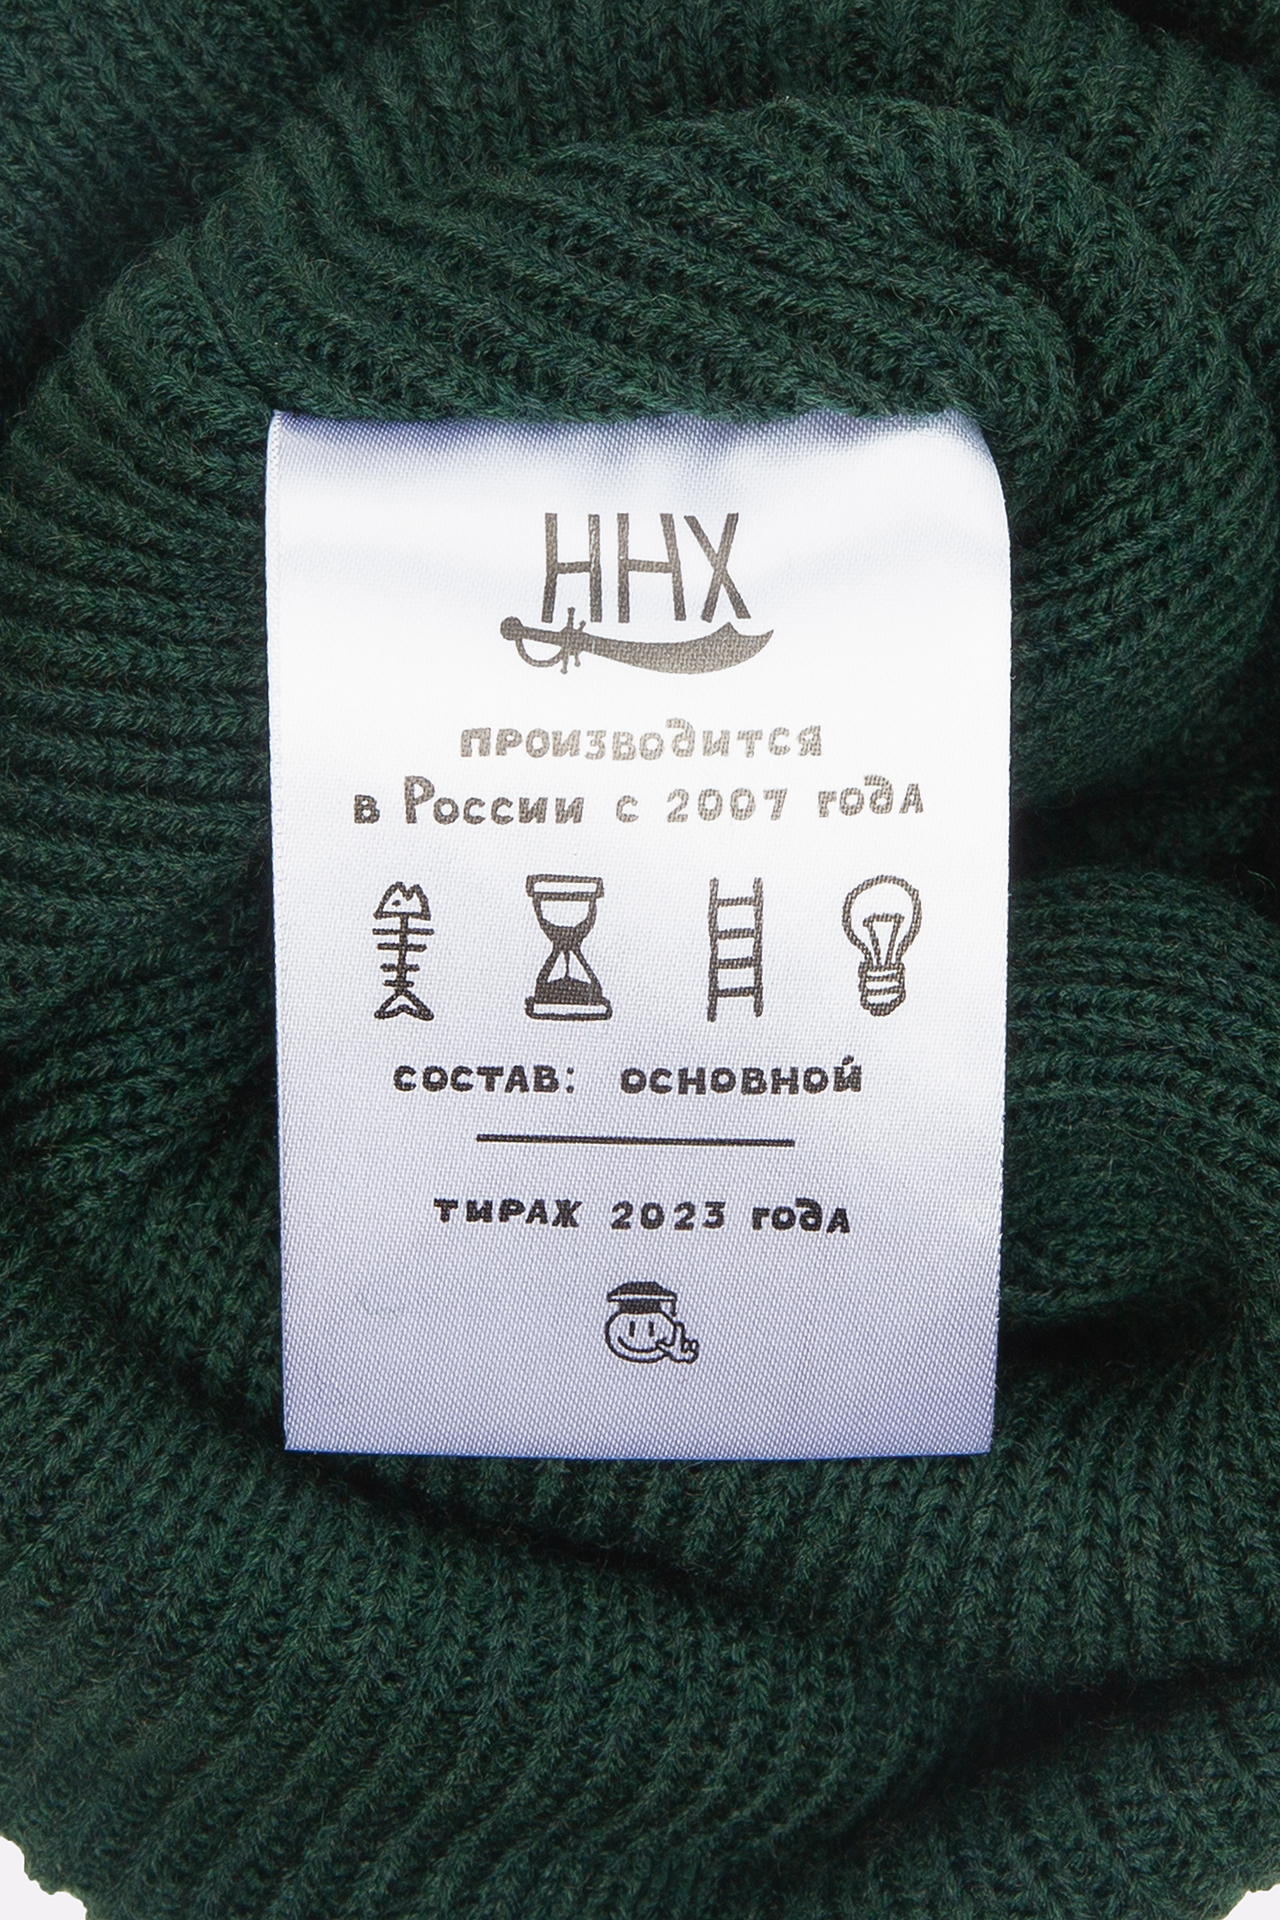 ННХ
ПРОИЗВОДИТСЯ
в России с 2007 года
СОСТАВ: ОСНОВНОЙ
ТИРАЖ 2023 года